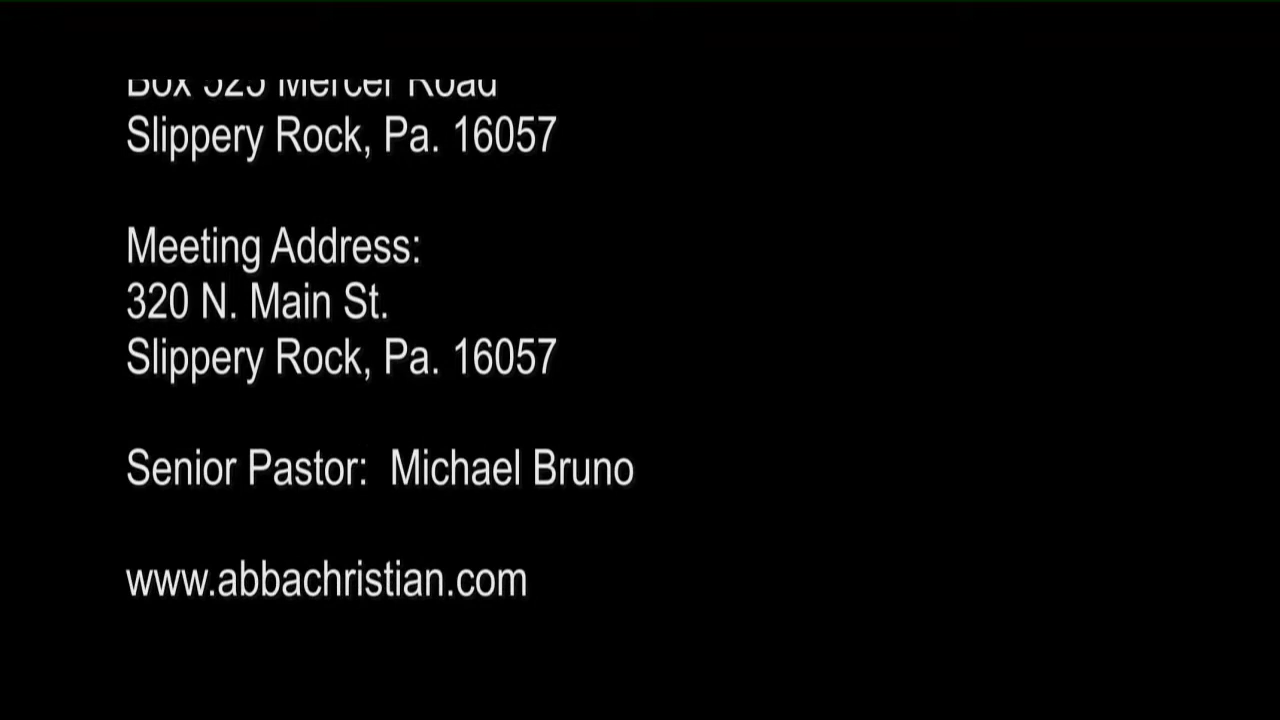 Box Mercer Road
Slippery Rock, Pa. 16057
Meeting Address:
320 N. Main St.
Slippery Rock, Pa. 16057
Senior Pastor: Michael Bruno
www.abbachristian.com